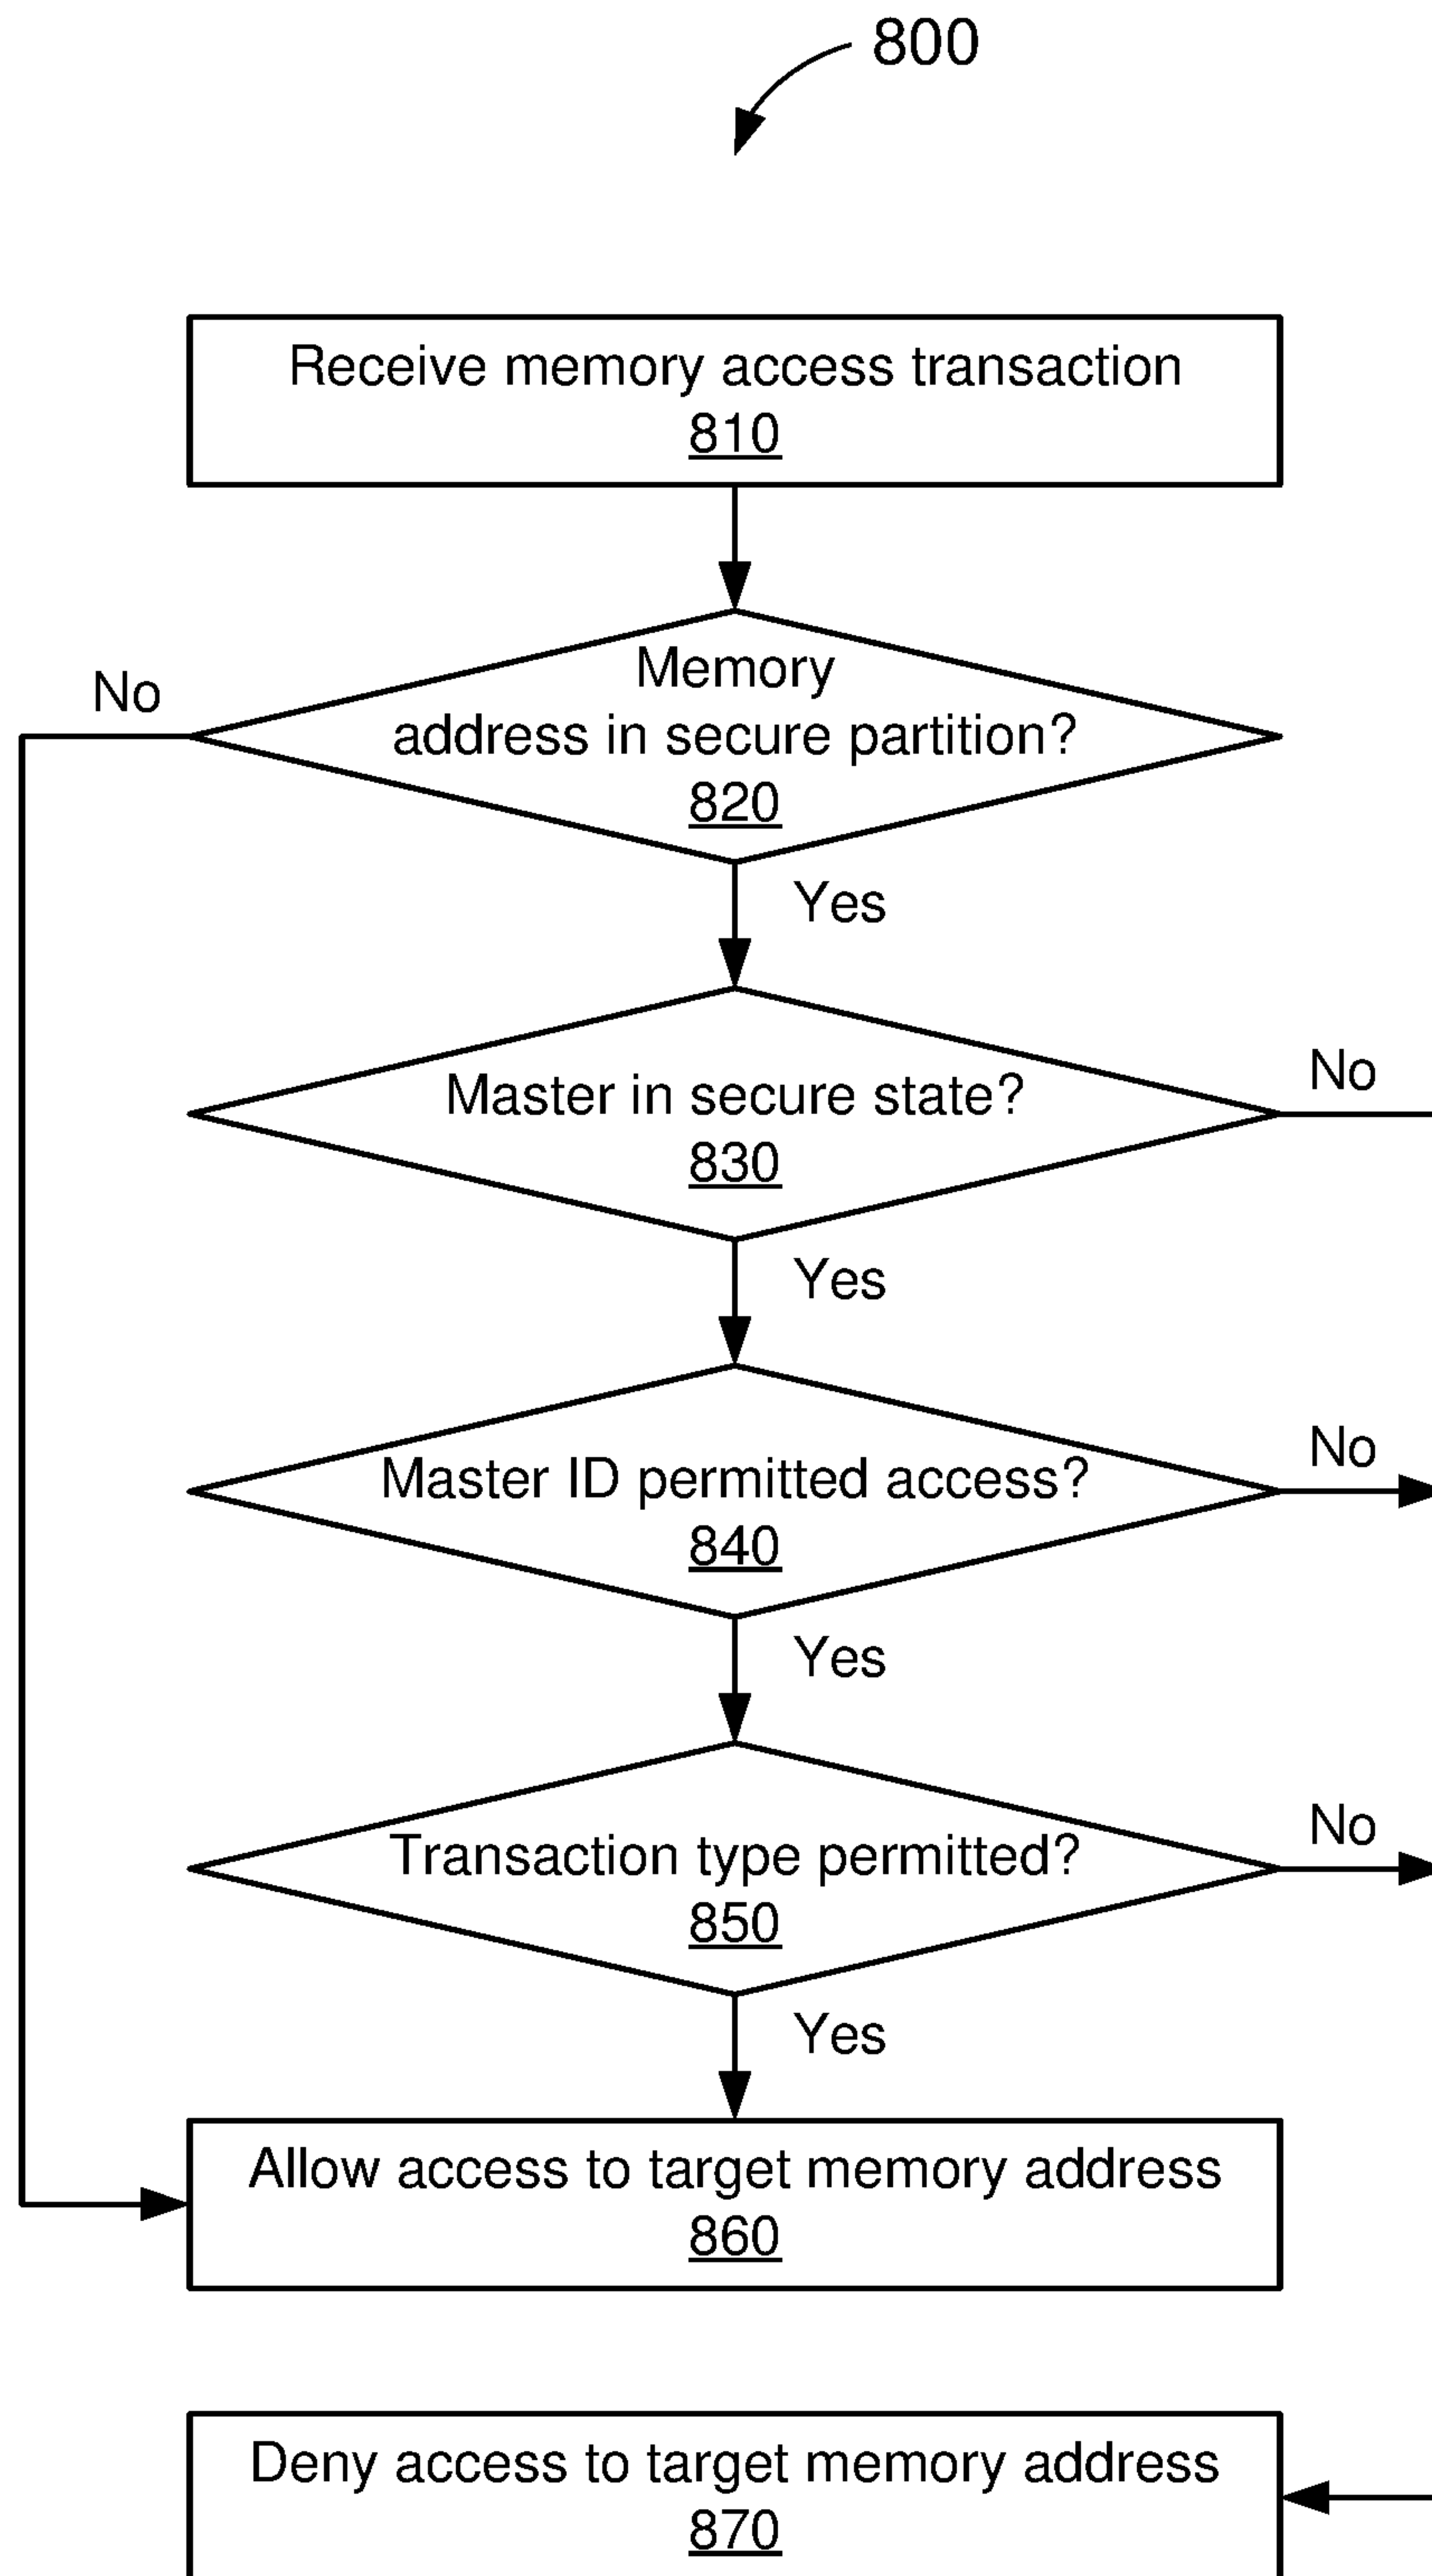 800
Receive memory access transaction
810
Memory
address in secure partition?
820
No
Yes
Master in secure state?
830
No
Yes
Master ID permitted access?
840
No
Yes
Transaction type permitted?
850
No
Yes
Allow access to target memory address
860
Deny access to target memory address
870